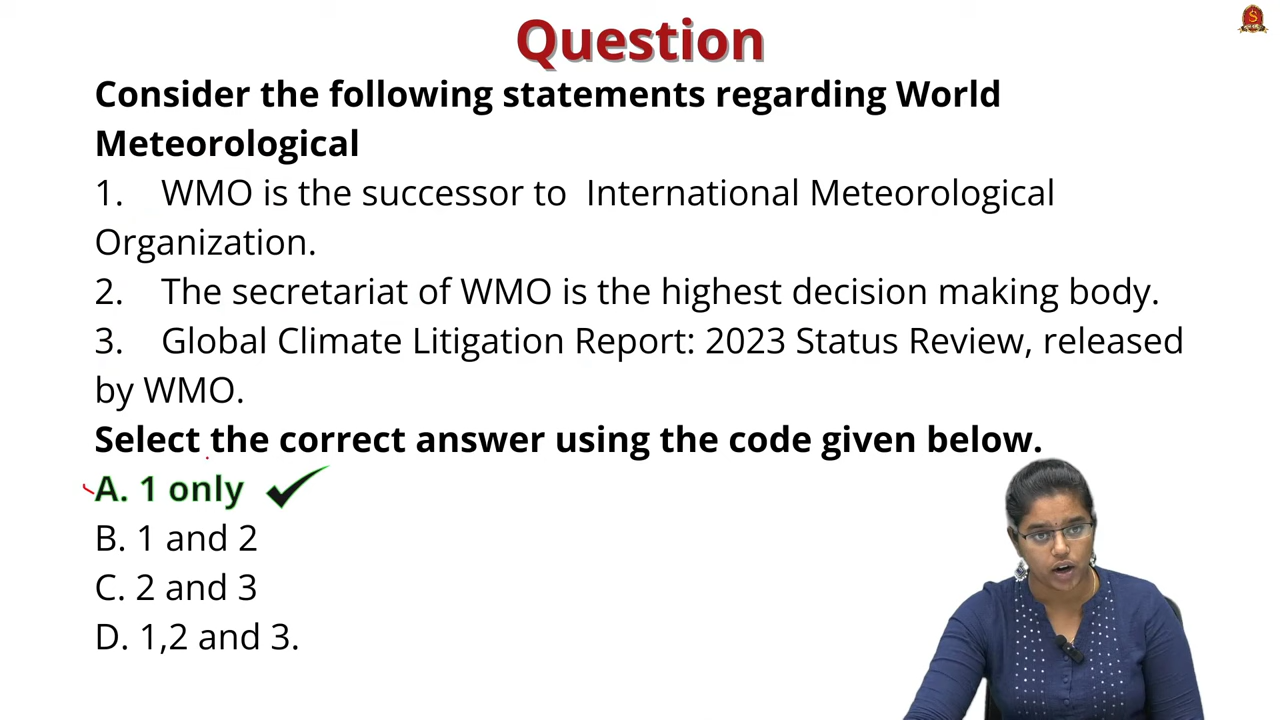 Question
Consider the following statements regarding World
Meteorological
1. WMO is the successor to International Meteorological
Organization.
2. The secretariat of WMO is the highest decision making body.
3. Global Climate Litigation Report: 2023 Status Review, released
by WMO.
Select the correct answer using the code given below.
A. 1 only
B. 1 and 2
C. 2 and 3
D. 1,2 and 3.